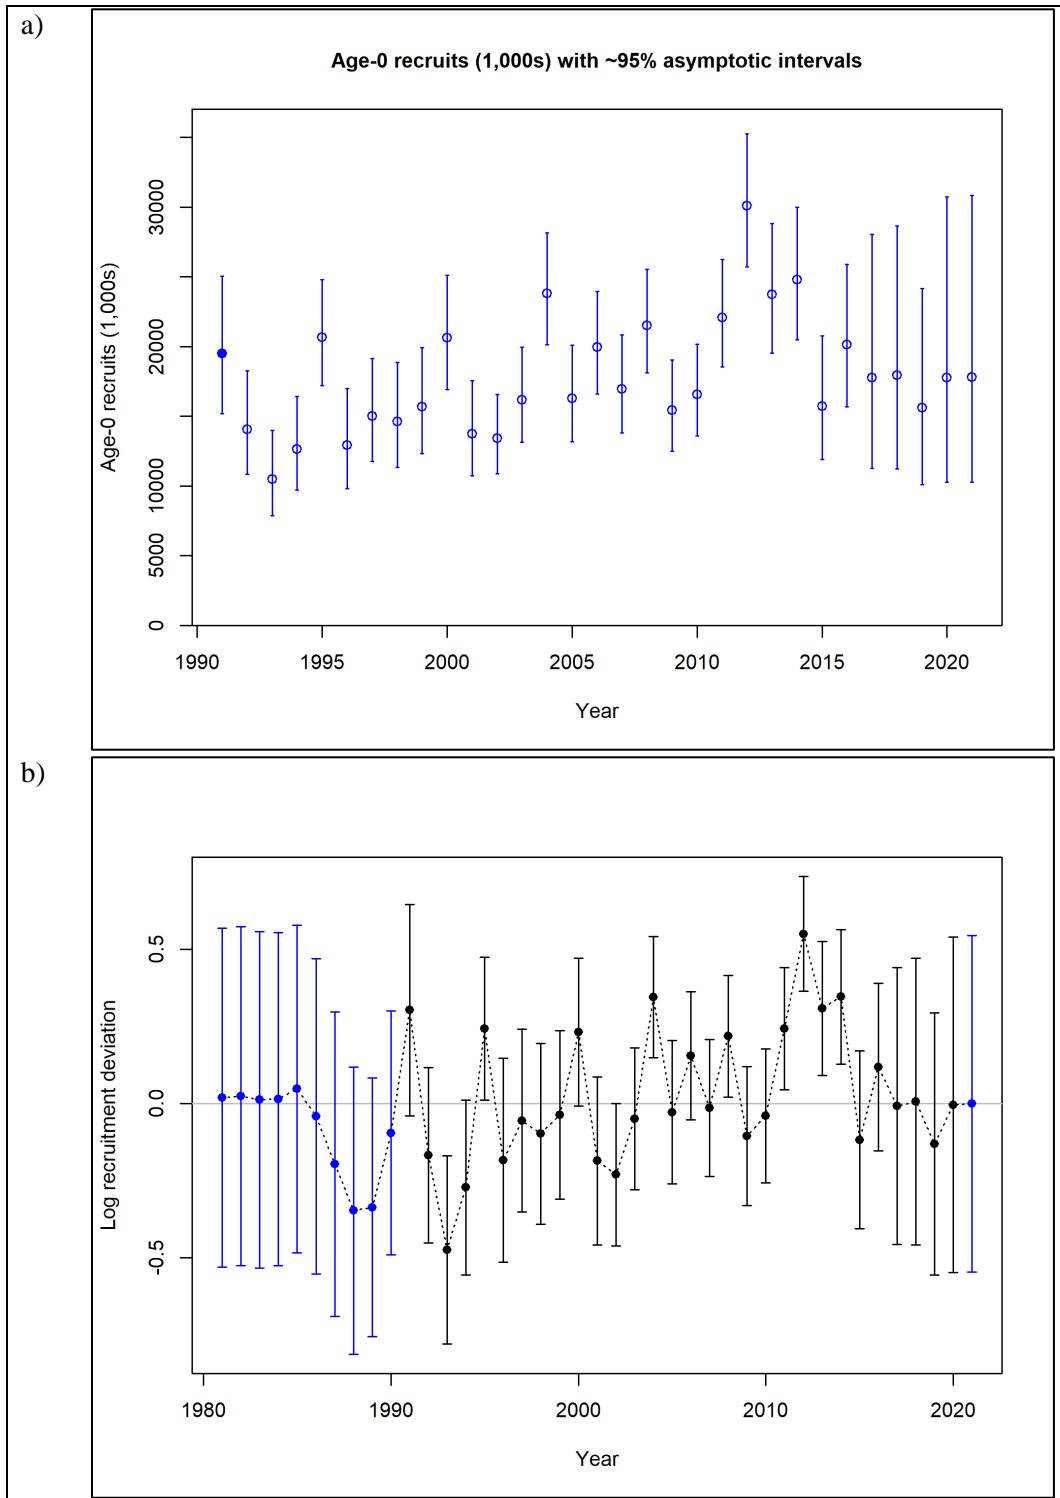 a)
Age-0 recruits (1,000s) with ~95% asymptotic intervals
Age-0 recruits (1,000s)
30000
20000
10000
5000
0
1990 1995 2000 2005 2010 2015 2020
Year
b)
Log recruitment deviation
0.5
0.0
-0.5
1980 1990 2000 2010 2020
Year